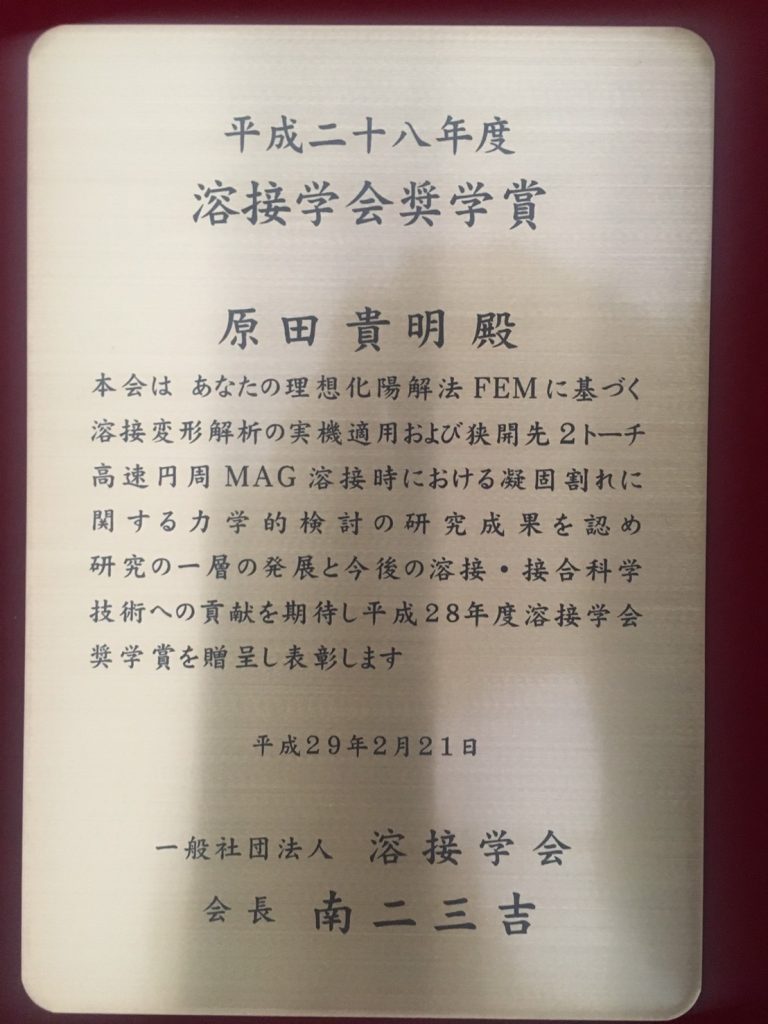 平成二十八年度
溶接学会奨学賞
原田貴明殿
本会は あなたの理想化陽解法FEMに基づく
溶接変形解析の実機適用および狭開先2トーチ
高速円周MAG溶接時における凝固割れに
関する力学的検討の研究成果を認め
研究の一層の発展と今後の溶接・接合科学
技術への貢献を期待し平成28年度溶接学会
奨学賞を贈呈し表彰します
平成29年2月21日
一般社団法人 溶接学会
会長 南二三吉